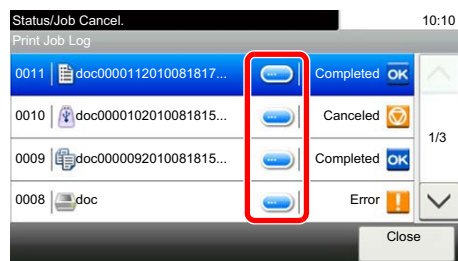 Status/Job Cancel. 10:10
Print Job Log
0011 doc0000112010081817... Completed OK
0010 doc0000102010081815... Canceled
1/3
0009 doc0000092010081815... Completed OK
0008 doc Error !
Close